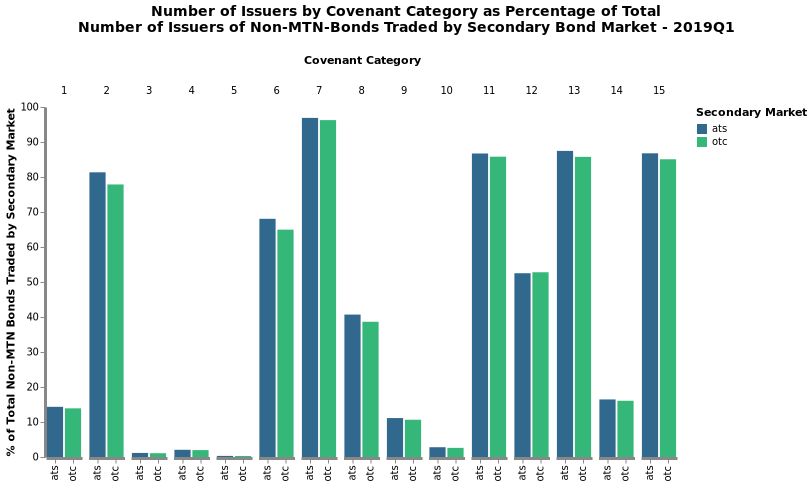 Number of Issuers by Covenant Category as Percentage of Total
Number of Issuers of Non-MTN-Bonds Traded by Secondary Bond Market - 2019Q1
Covenant Category
1 2 3 4 5 6 7 8 9 10 11 12 13 14 15
% of Total Non-MTN Bonds Traded by Secondary Market
100
90
80
70
60
50
40
30
20
10
0
ats otc ats otc ats otc ats otc ats otc ats otc ats otc ats otc ats otc ats otc ats otc ats otc ats otc ats otc ats otc
Secondary Market
ats
otc